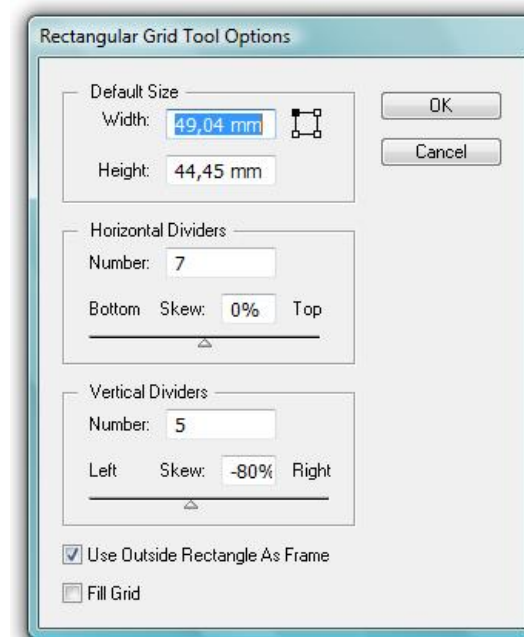 Rectangular Grid Tool Options
Default Size
Width: 49,04 mm
OK
Height: 44,45 mm
Cancel
Horizontal Dividers
Number: 7
Bottom Skew: 0% Top
Vertical Dividers
Number: 5
Left Skew: -80% Right
Use Outside Rectangle As Frame
Fill Grid